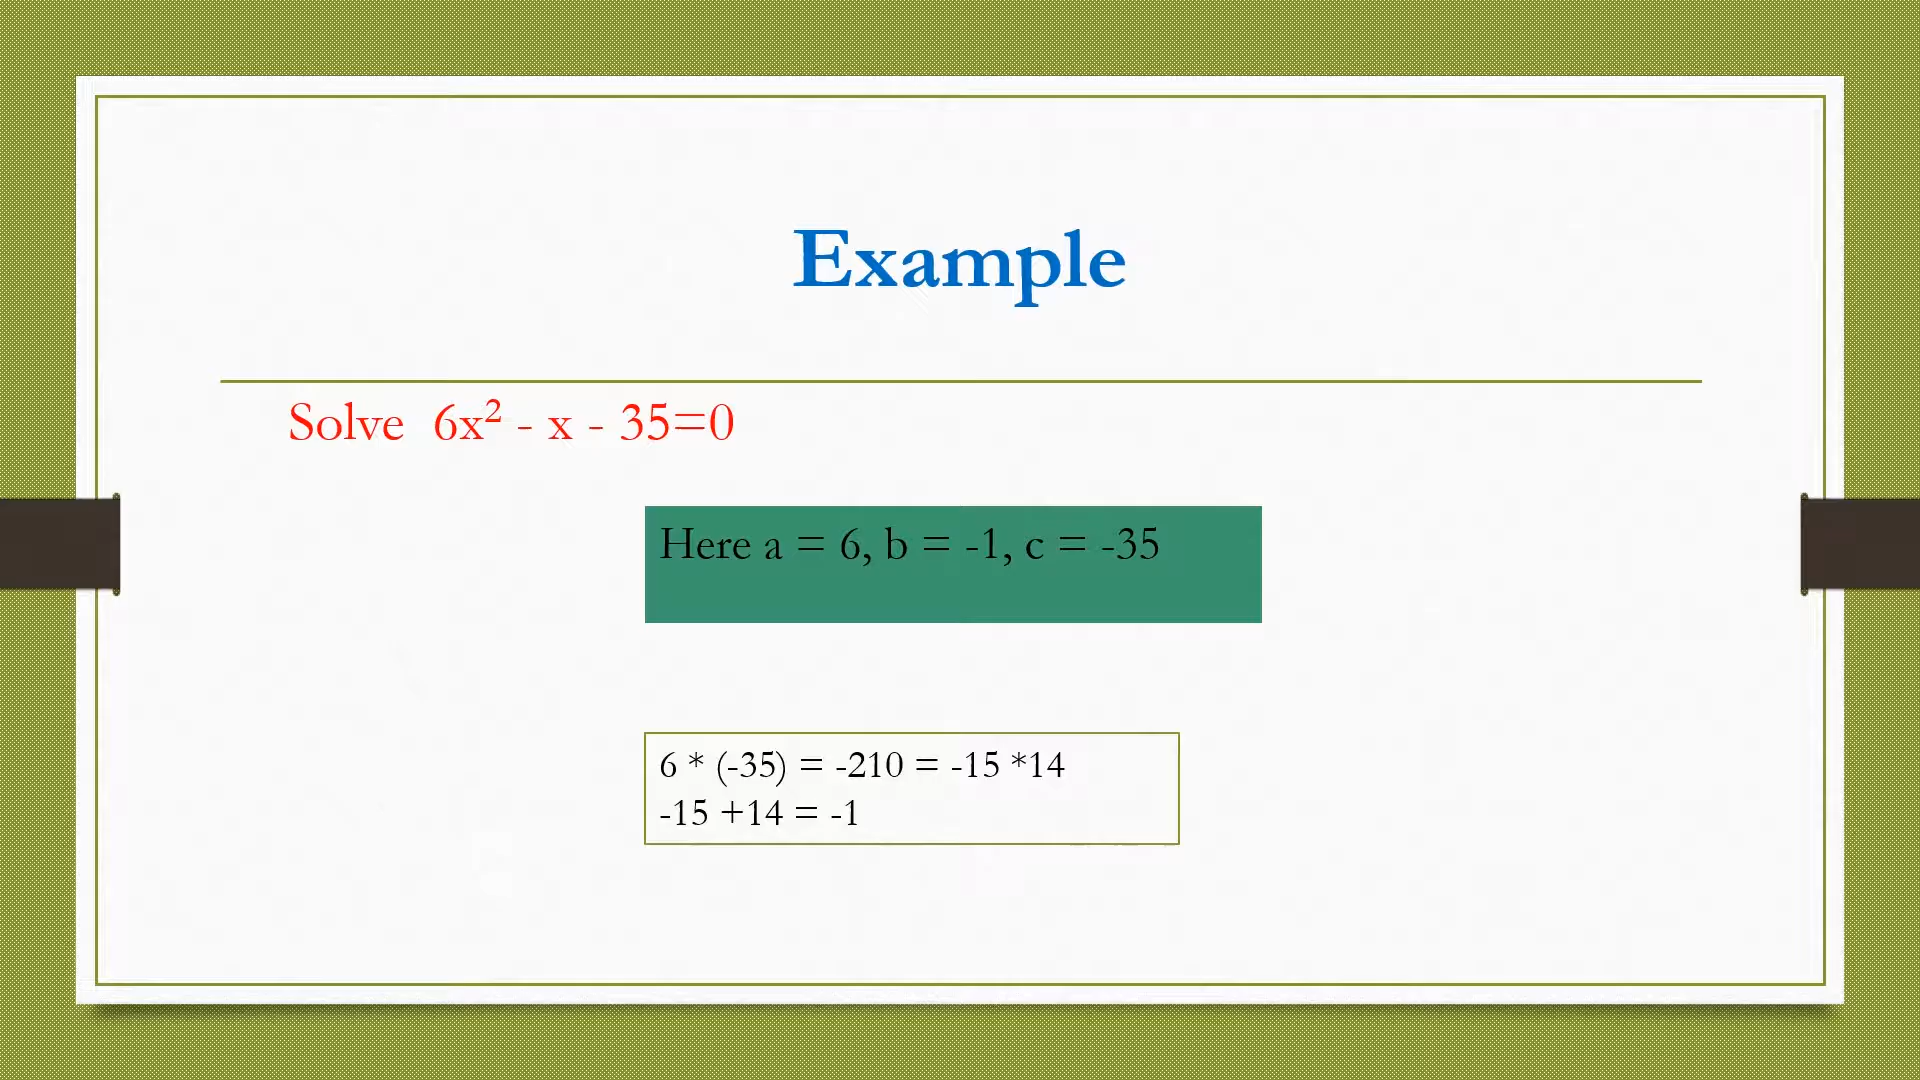 Example
Solve 6x² - x - 35=0
Here a = 6, b = -1, c = -35
6 * (-35) = -210 = -15 *14
-15 +14 = -1